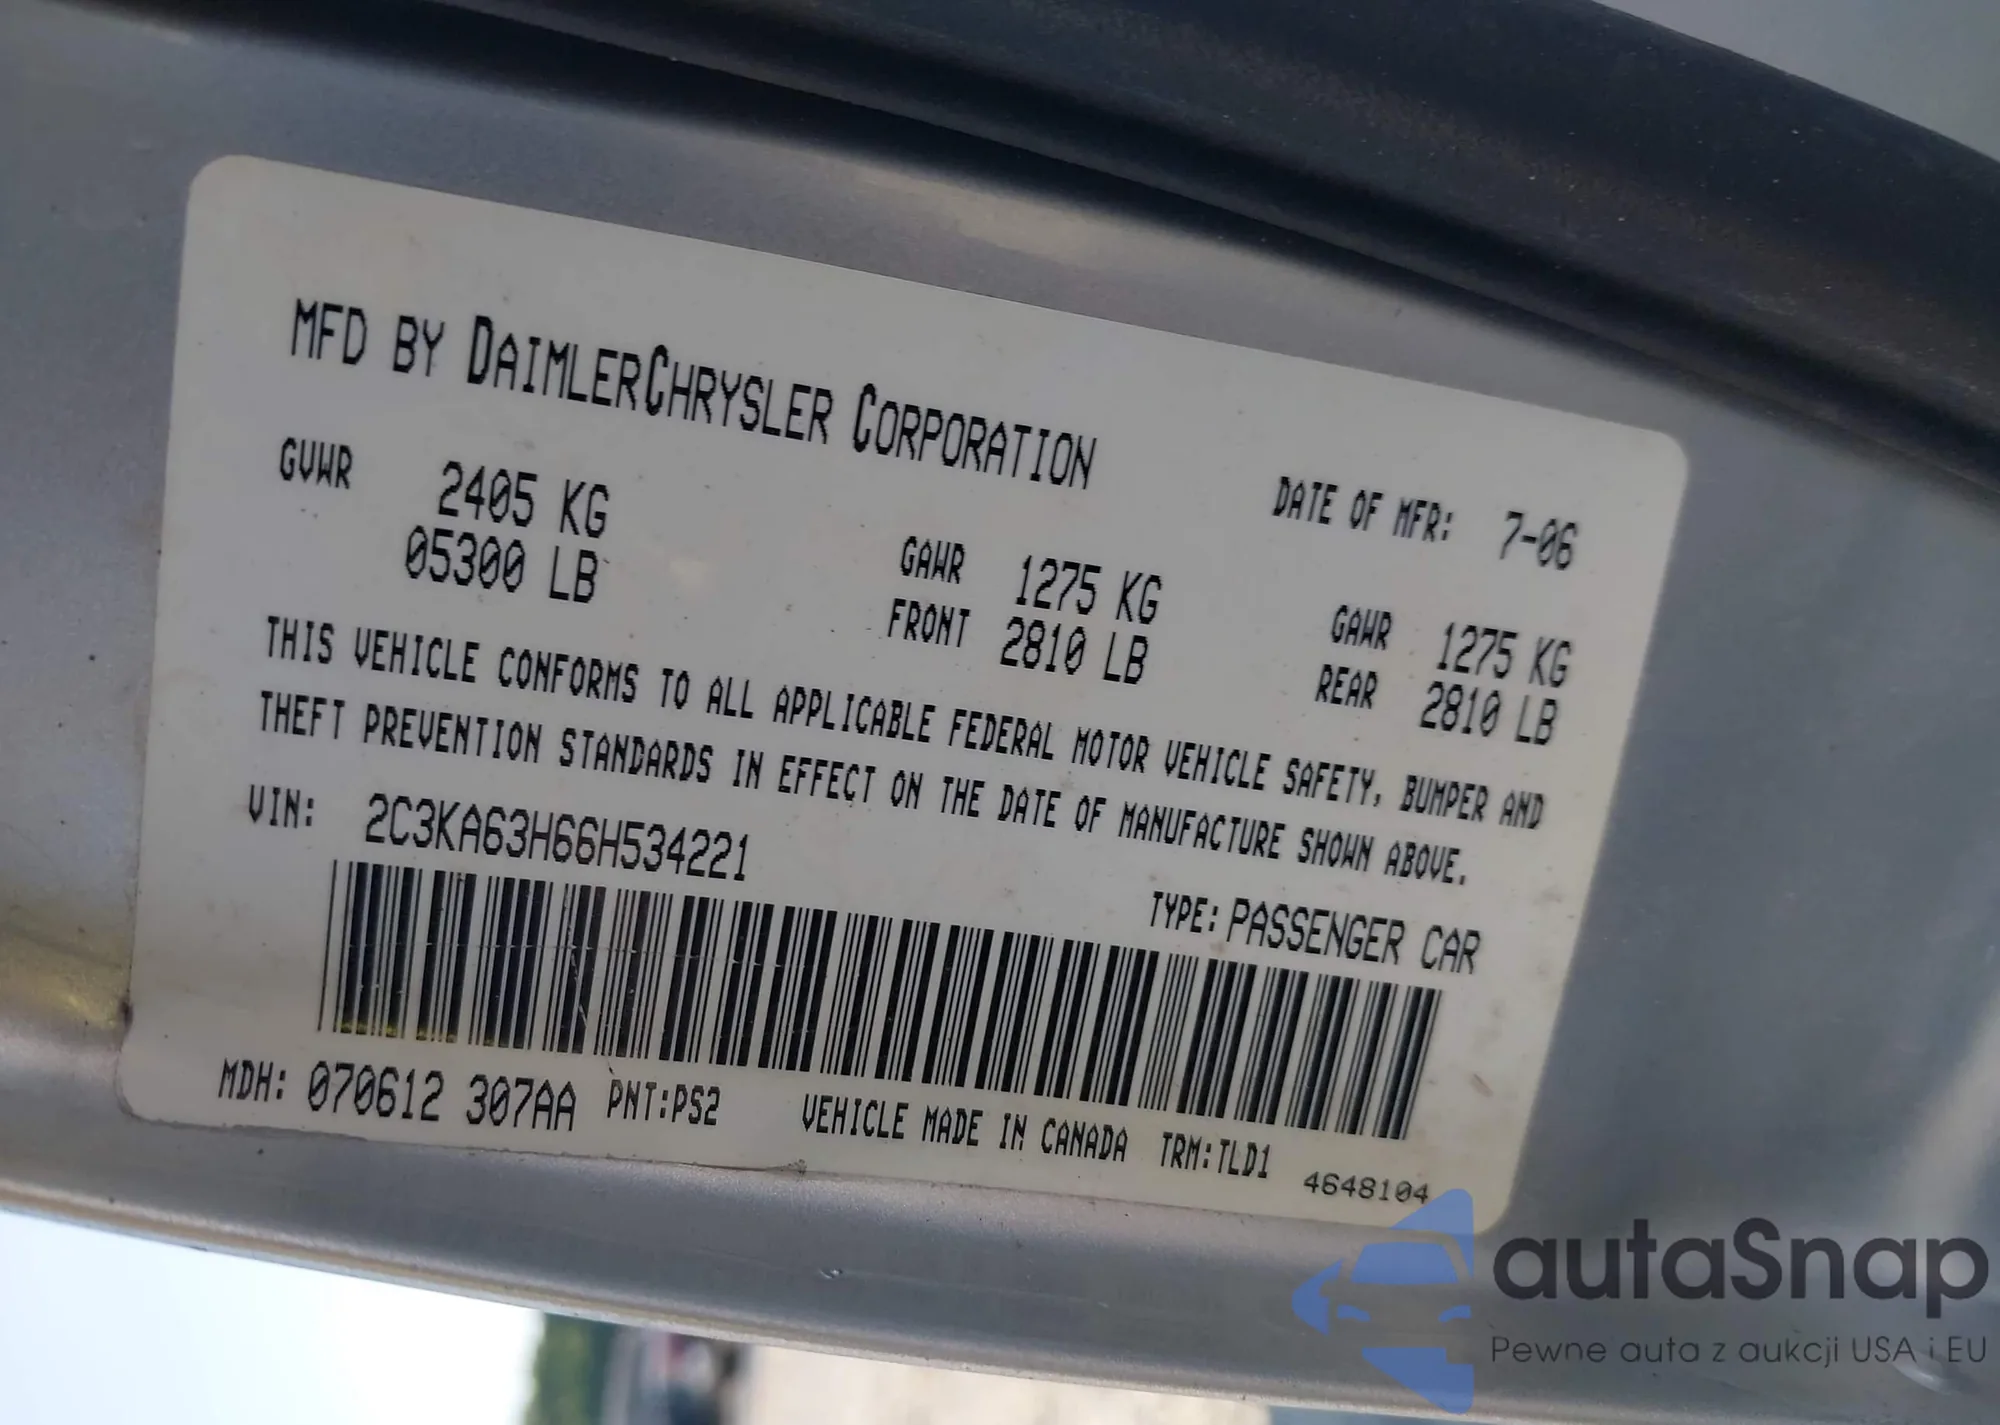 MFD BY DAIMLERCHRYSLER CORPORATION
DATE OF MFR: 7-06
GVWR 2405 KG
05300 LB
GAWR FRONT 1275 KG
2810 LB
GAWR REAR 1275 KG
2810 LB
THIS VEHICLE CONFORMS TO ALL APPLICABLE FEDERAL MOTOR VEHICLE SAFETY, BUMPER AND
THEFT PREVENTION STANDARDS IN EFFECT ON THE DATE OF MANUFACTURE SHOWN ABOVE.
VIN: 2C3KA63H66H534221
TYPE: PASSENGER CAR
MDH: 070612 307AA PNT:PS2 VEHICLE MADE IN CANADA TRM:TLD1
4648104
autaSnap
Pewne auta z aukcji USA i EU